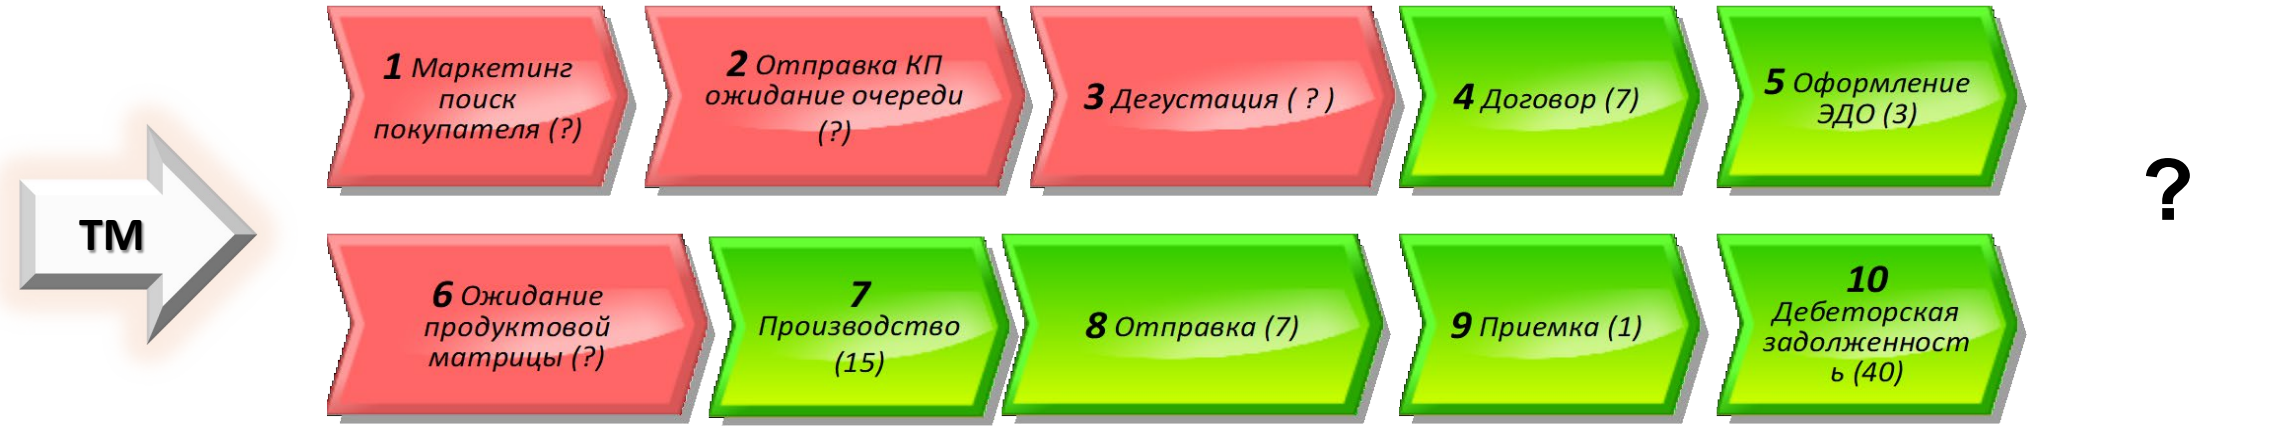 ТМ
1 Маркетинг
поиск
покупателя (?)
2 Отправка КП
ожидание очереди
(?)
3 Дегустация ( ? )
4 Договор (7)
5 Оформление
ЭДО (3)
?
6 Ожидание
продуктовой
матрицы (?)
7
Производство
(15)
8 Отправка (7)
9 Приемка (1)
10
Дебеторская
задолженност
ь (40)